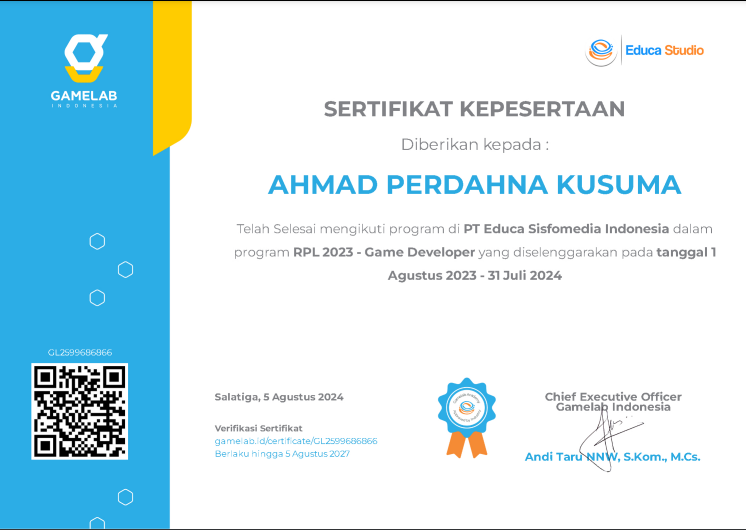 GAMELAB
INDONESIA
Educa Studio
SERTIFIKAT KEPESERTAAN
Diberikan kepada :
AHMAD PERDAHNA KUSUMA
Telah Selesai mengikuti program di PT Educa Sisfomedia Indonesia dalam
program RPL 2023 - Game Developer yang diselenggarakan pada tanggal 1
Agustus 2023 - 31 Juli 2024
GL2599686866
Salatiga, 5 Agustus 2024
Verifikasi Sertifikat
gamelab.id/certificate/GL2599686866
Berlaku hingga 5 Agustus 2027
Chief Executive Officer
Gamelab Indonesia
Andi Taru NNW, S.Kom., M.Cs.